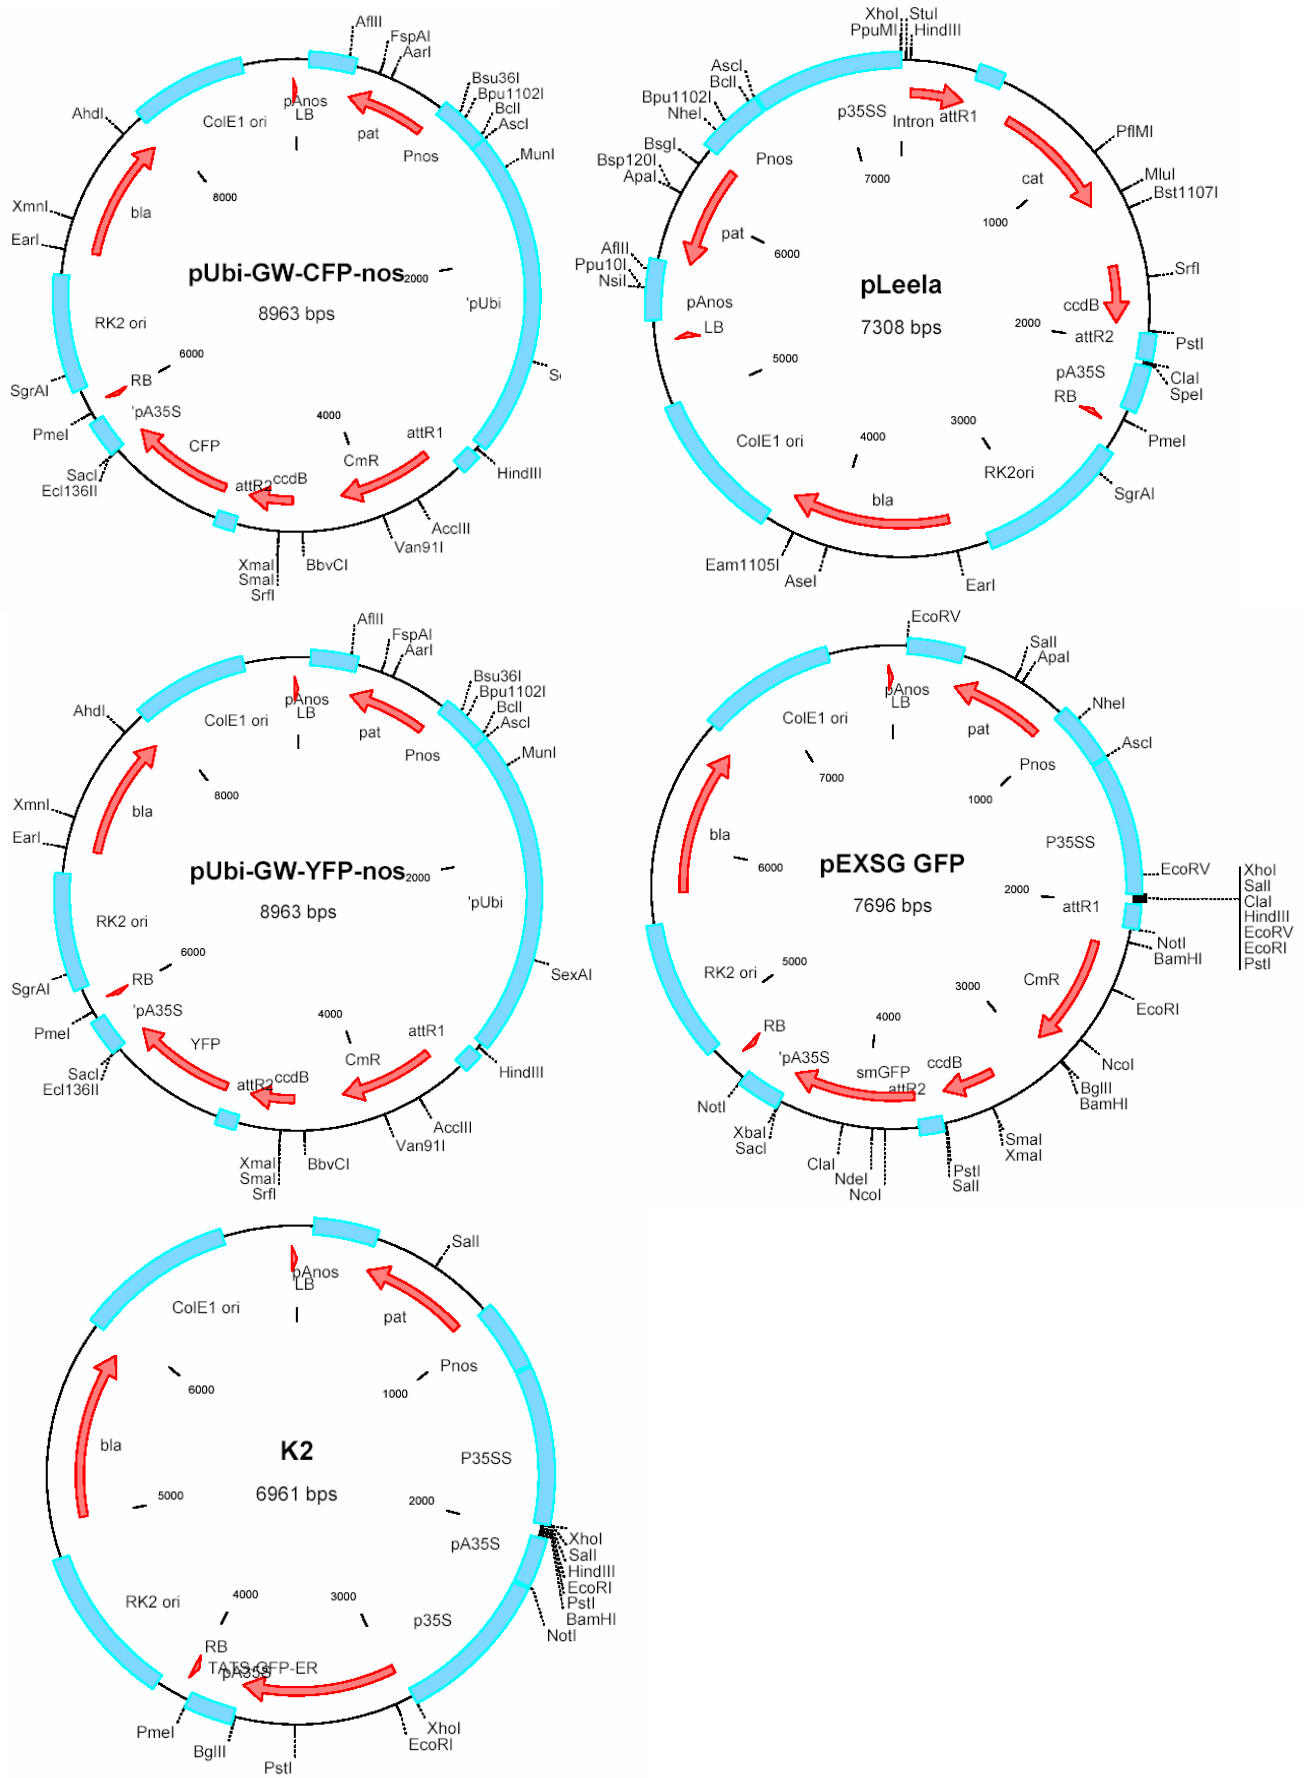 AflII
FspAI
AarI
Bsu36I
Bpu1102I
BclI
AscI
MunI
AhdI
ColE1 ori
pAnos
LB
pat
Pnos
XmnI
EarI
bla
8000
pUbi-GW-CFP-nos
2000
8963 bps
'pUbi
RK2 ori
6000
SgrAI
RB
'pA35S
PmeI
CFP
4000
attR1
CmR
SacI
Ecl136II
attR2
ccdB
HindIII
AccIII
Van91I
XmaI
SmaI
SrfI
BbvCI
XhoI
StuI
PpuMI
HindIII
AscI
BclI
Bpu1102I
NheI
BsgI
Bsp120I
ApaI
p35SS
Intron
attR1
Pnos
7000
cat
PflMI
MluI
Bst1107I
1000
pat
6000
AflII
Ppu10I
NsiI
pLeela
7308 bps
SrfI
ccdB
attR2
2000
PstI
pAnos
LB
pA35S
ClaI
SpeI
RB
5000
PmeI
ColE1 ori
4000
3000
RK2ori
SgrAI
bla
Eam1105I
AseI
EarI
AflII
FspAI
AarI
Bsu36I
Bpu1102I
BclI
AscI
MunI
AhdI
ColE1 ori
pAnos
LB
pat
Pnos
XmnI
EarI
bla
8000
pUbi-GW-YFP-nos
2000
8963 bps
'pUbi
RK2 ori
6000
SexAI
SgrAI
RB
'pA35S
PmeI
YFP
4000
attR1
CmR
SacI
Ecl136II
attR2
ccdB
HindIII
AccIII
Van91I
XmaI
SmaI
SrfI
BbvCI
EcoRV
SalI
ApaI
NheI
AscI
ColE1 ori
pAnos
LB
pat
Pnos
7000
1000
bla
6000
pEXSG GFP
7696 bps
P35SS
2000
attR1
EcoRV
XhoI
SalI
ClaI
HindIII
EcoRV
EcoRI
PstI
NotI
BamHI
RK2 ori
5000
CmR
3000
EcoRI
RB
4000
'pA35S
smGFP
attR2
ccdB
NcoI
BglII
BamHI
NotI
XbaI
SacI
ClaI
NdeI
NcoI
PstI
SalI
SmaI
XmaI
SalI
pAnos
LB
ColE1 ori
pat
Pnos
6000
1000
bla
K2
6961 bps
P35SS
5000
2000
pA35S
XhoI
SalI
HindIII
EcoRI
PstI
BamHI
NotI
RK2 ori
4000
3000
p35S
RB
TATS-GFP-ER
pA35S
PmeI
BglII
PstI
XhoI
EcoRI